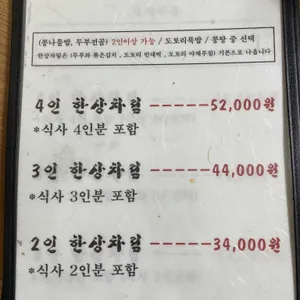 (콩나물밥, 두부전골) 2인이상 가능 / 도토리묵밥 / 콩탕 중 선택
한상차림은 (두부와 볶은김치, 도토리 빈대떡, 도토리 야채무침) 기본으로 나옵니다
4인 한상차림 -----52,000원
*식사 4인분 포함
3인 한상차림 -----44,000원
*식사 3인분 포함
2인 한상차림 -----34,000원
*식사 2인분 포함